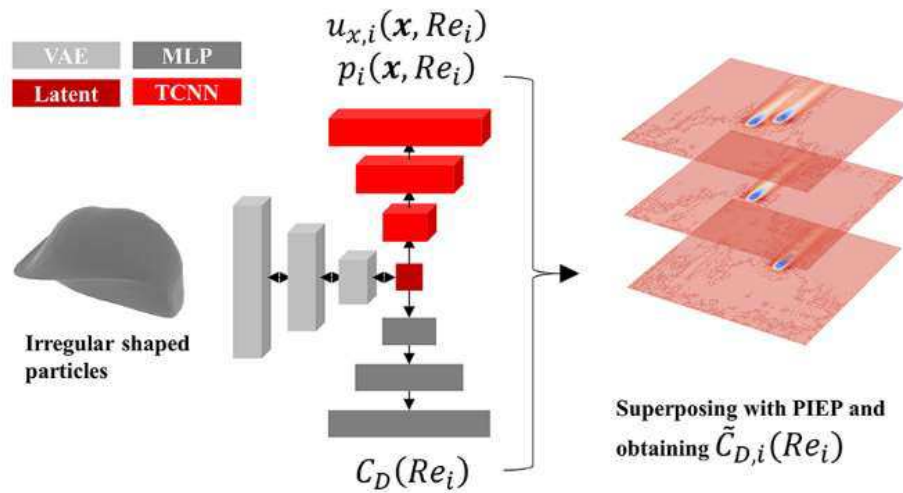 VAE
MLP
Latent
TCNN
u_{x,i}(x, Re_i)
p_i(x, Re_i)
Irregular shaped
particles
C_D(Re_i)
Superposing with PIEP and
obtaining C̃_{D,i}(Re_i)